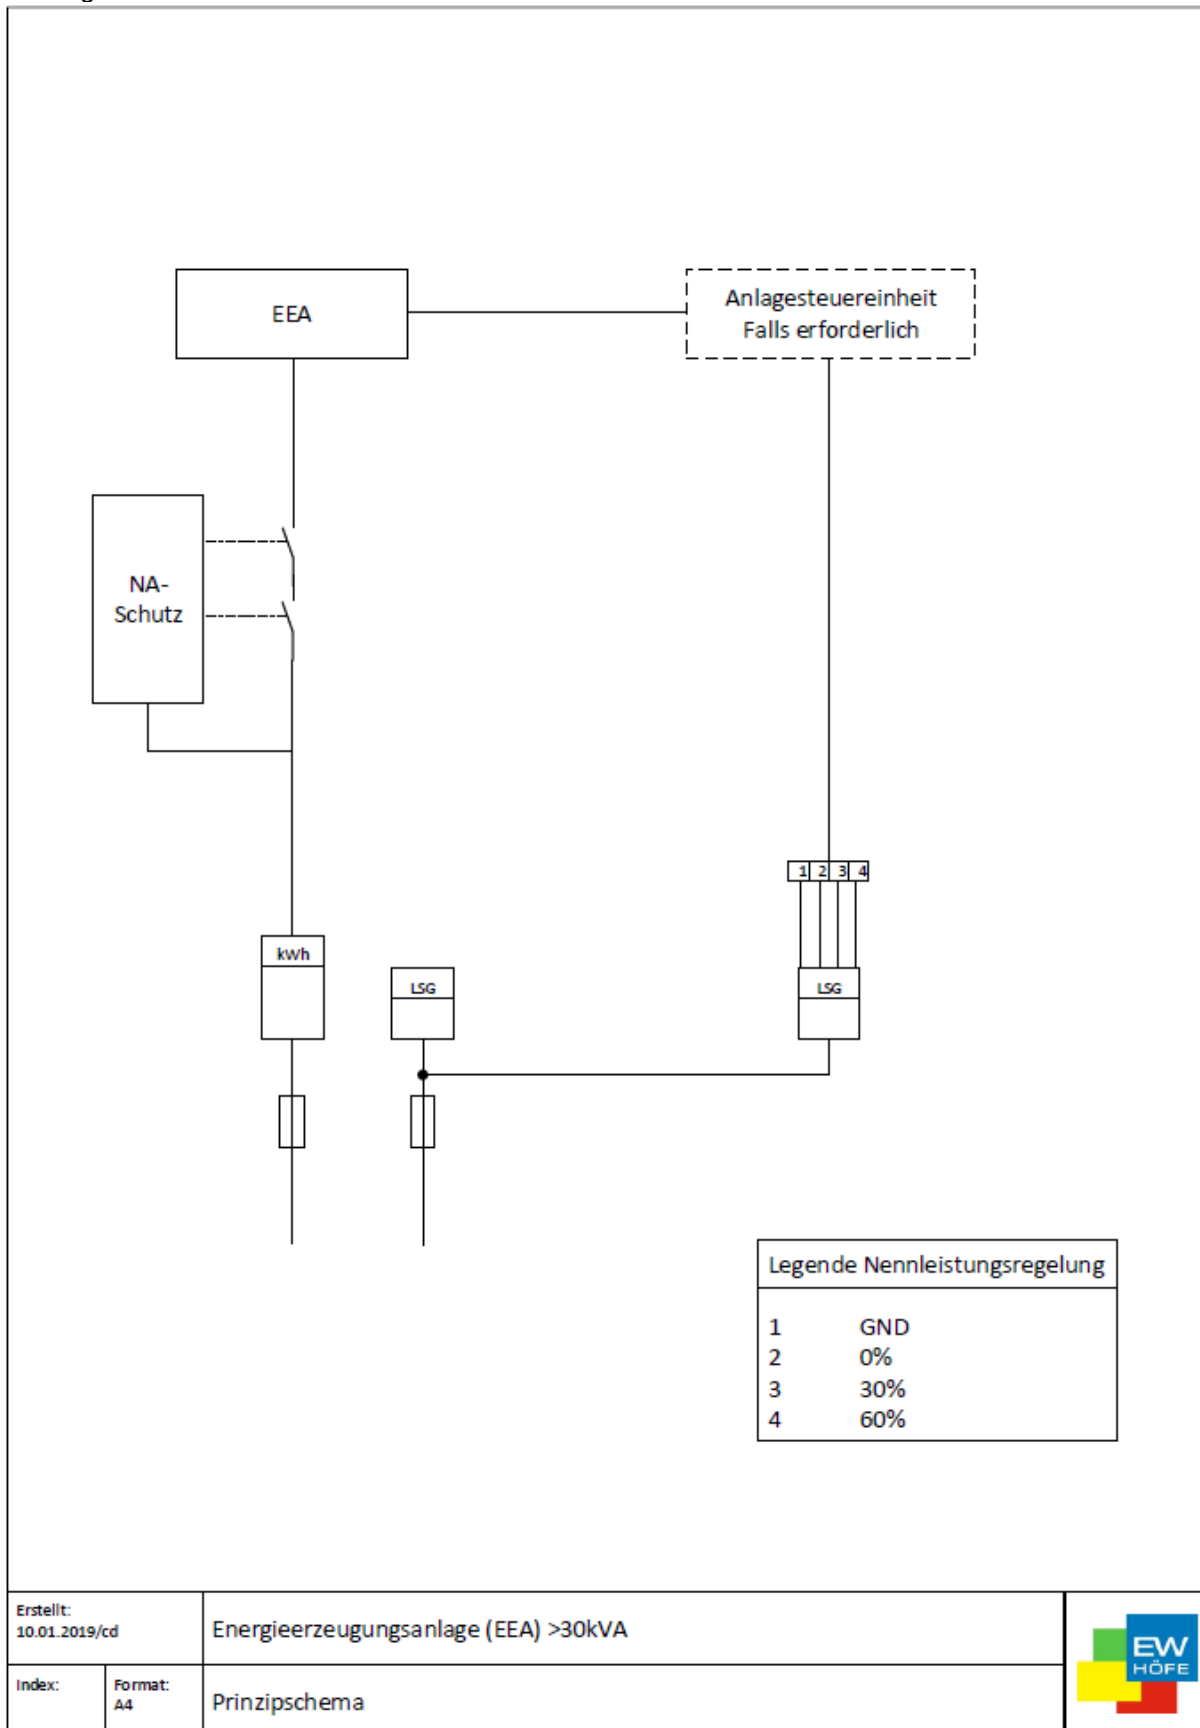 EEA
Anlagesteuereinheit
Falls erforderlich
NA-
Schutz
1 2 3 4
kWh
LSG
LSG
Legende Nennleistungsregelung
1 GND
2 0%
3 30%
4 60%
Erstellt:
10.01.2019/cd
Energieerzeugungsanlage (EEA) >30kVA
Index:
Format:
A4
Prinzipschema
EW
HÖFE